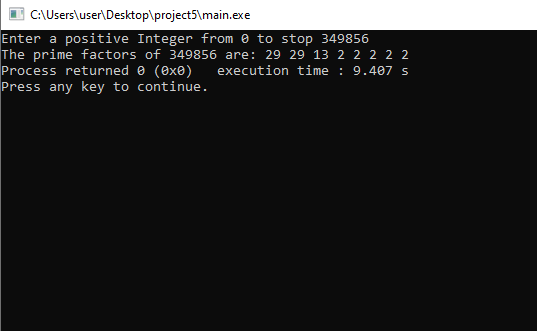 C:\Users\user\Desktop\project5\main.exe
Enter a positive Integer from 0 to stop 349856
The prime factors of 349856 are: 29 29 13 2 2 2 2 2
Process returned 0 (0x0)   execution time : 9.407 s
Press any key to continue.